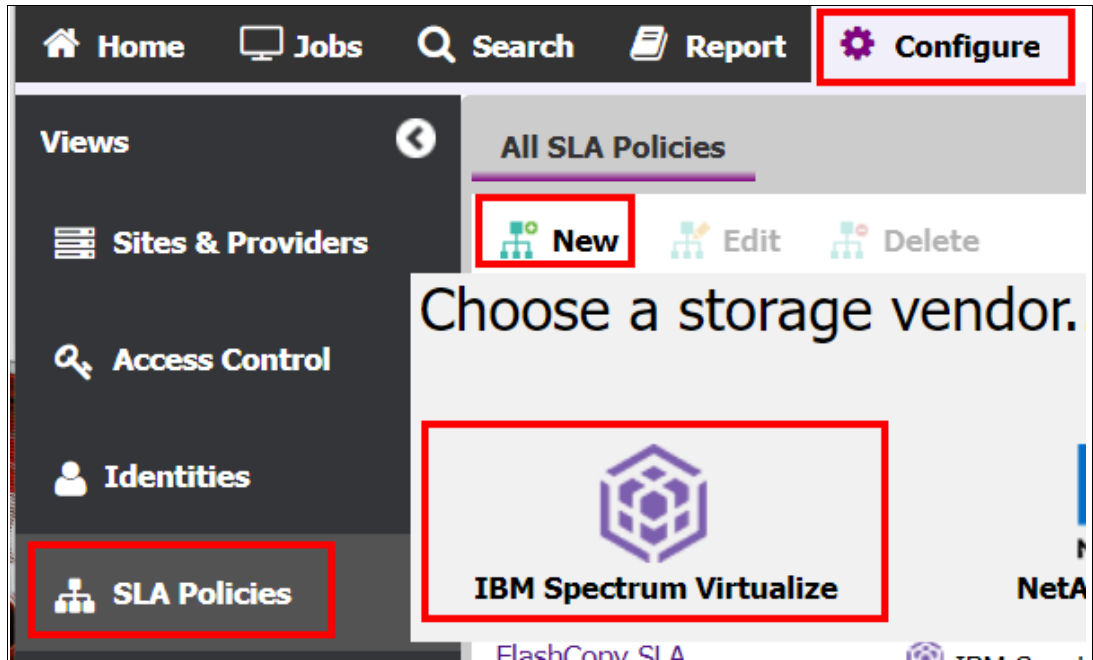 Home Jobs Search Report Configure
Views
All SLA Policies
Sites & Providers
New Edit Delete
Choose a storage vendor.
Access Control
Identities
IBM Spectrum Virtualize
NetA
SLA Policies
FlashCopy SLA